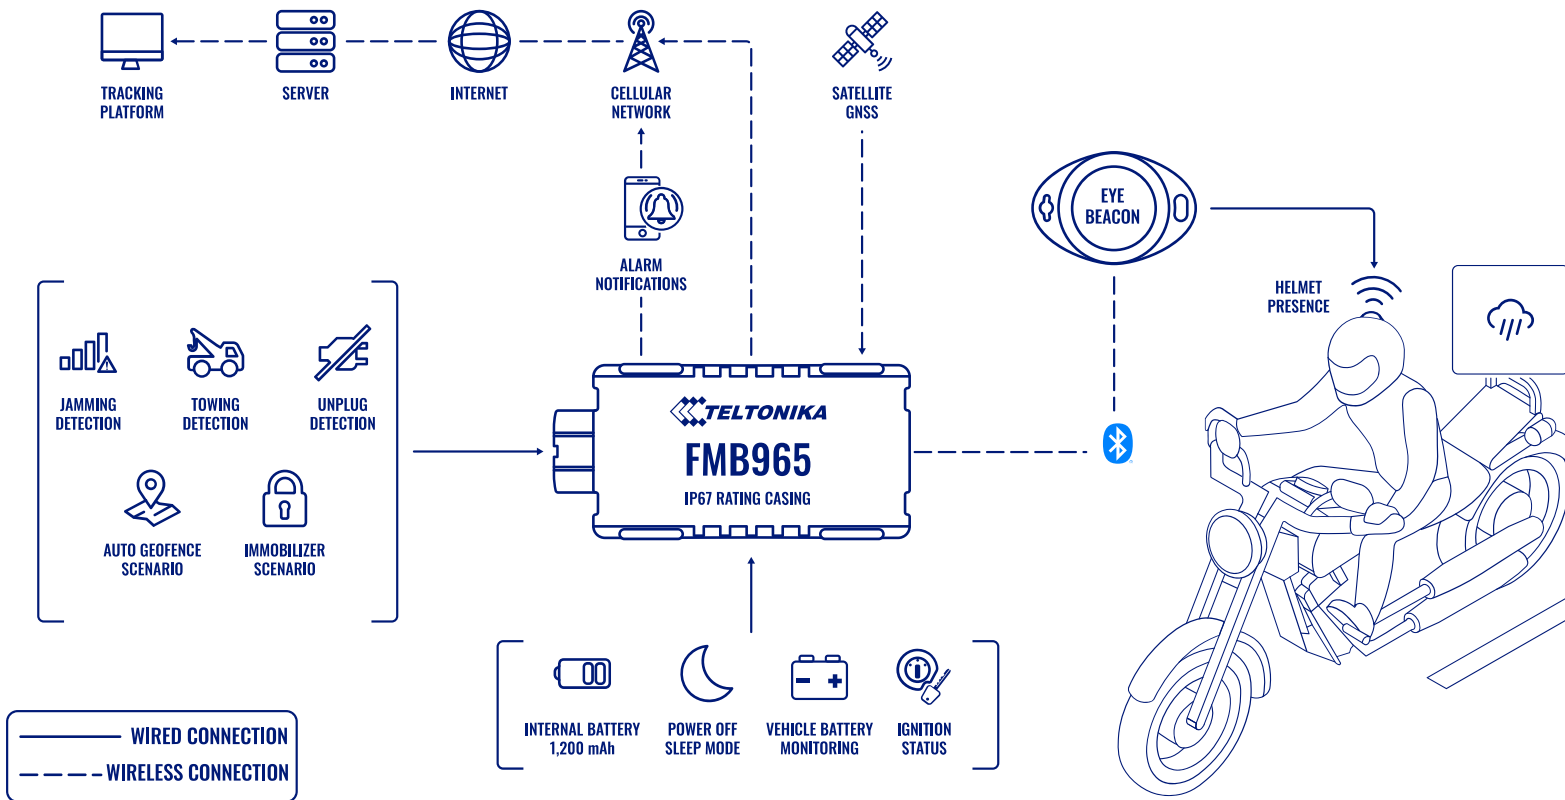 TRACKING
PLATFORM
SERVER
INTERNET
CELLULAR
NETWORK
SATELLITE
GNSS
EYE
BEACON
ALARM
NOTIFICATIONS
HELMET
PRESENCE
JAMMING
DETECTION
TOWING
DETECTION
UNPLUG
DETECTION
AUTO GEOFENCE
SCENARIO
IMMOBILIZER
SCENARIO
TELTONIKA
FMB965
IP67 RATING CASING
INTERNAL BATTERY
1,200 mAh
POWER OFF
SLEEP MODE
VEHICLE BATTERY
MONITORING
IGNITION
STATUS
WIRED CONNECTION
WIRELESS CONNECTION